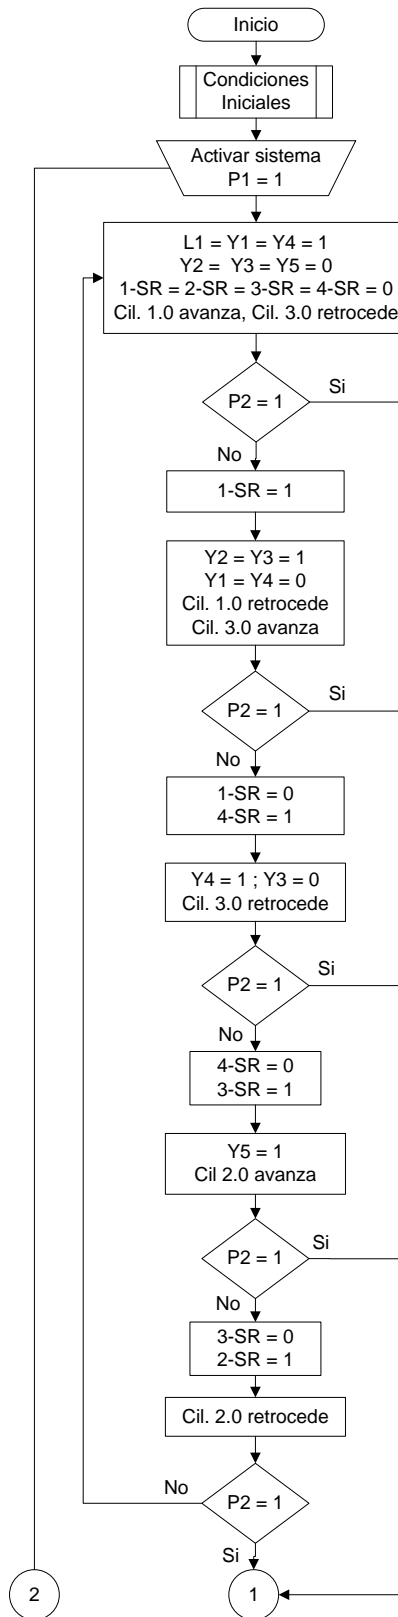 Inicio
Condiciones
Iniciales
Activar sistema
P1 = 1
L1 = Y1 = Y4 = 1
Y2 = Y3 = Y5 = 0
1-SR = 2-SR = 3-SR = 4-SR = 0
Cil. 1.0 avanza, Cil. 3.0 retrocede
P2 = 1
Si
No
1-SR = 1
Y2 = Y3 = 1
Y1 = Y4 = 0
Cil. 1.0 retrocede
Cil. 3.0 avanza
P2 = 1
Si
No
1-SR = 0
4-SR = 1
Y4 = 1 ; Y3 = 0
Cil. 3.0 retrocede
P2 = 1
Si
No
4-SR = 0
3-SR = 1
Y5 = 1
Cil 2.0 avanza
P2 = 1
Si
No
3-SR = 0
2-SR = 1
Cil. 2.0 retrocede
No
P2 = 1
Si
2
1